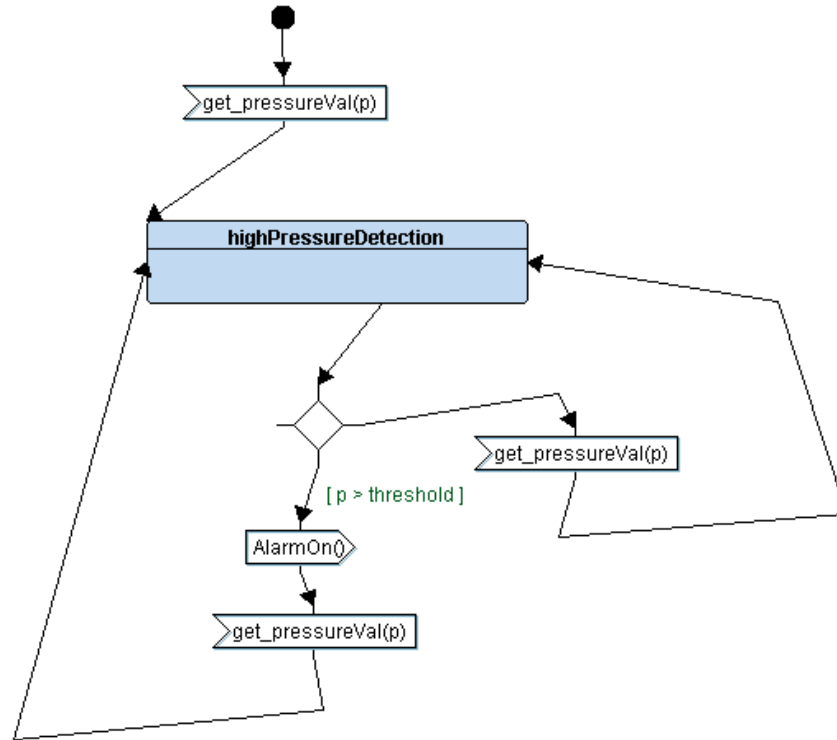 get_pressureVal(p)
highPressureDetection
get_pressureVal(p)
[ p > threshold ]
AlarmOn()
get_pressureVal(p)